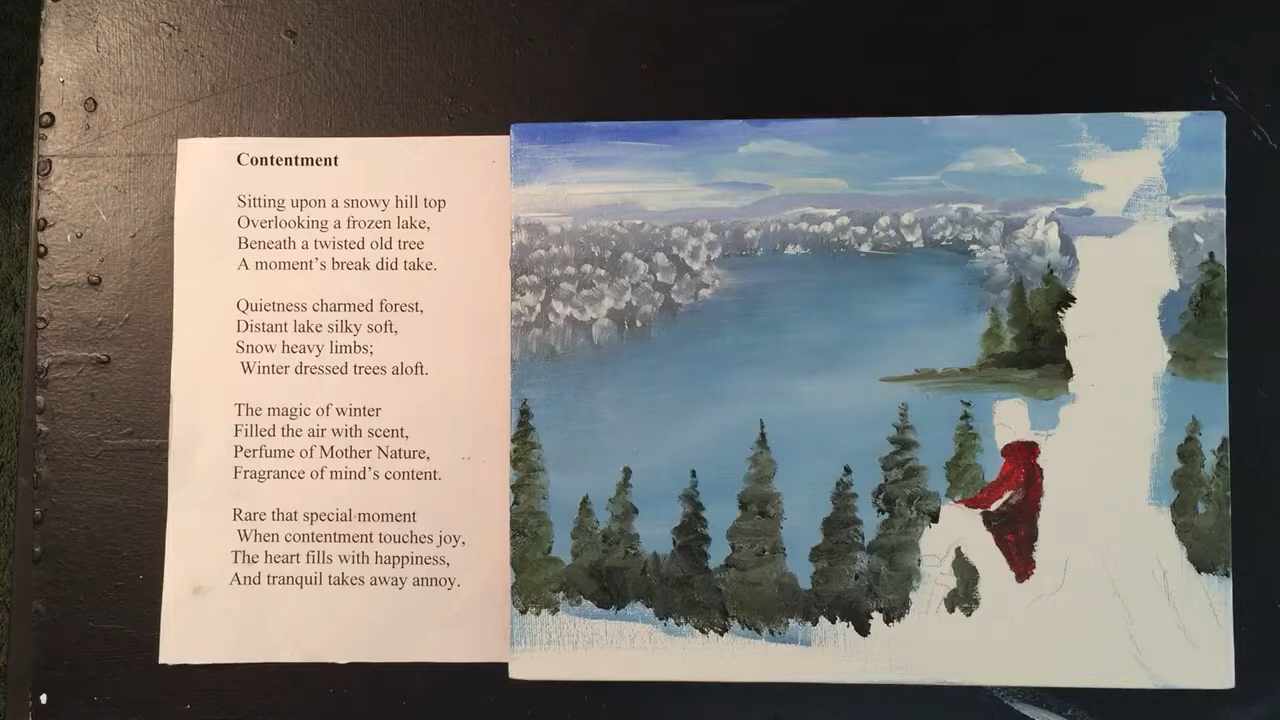 Contentment
Sitting upon a snowy hill top
Overlooking a frozen lake,
Beneath a twisted old tree
A moment's break did take.
Quietness charmed forest,
Distant lake silky soft,
Snow heavy limbs;
Winter dressed trees aloft.
The magic of winter
Filled the air with scent,
Perfume of Mother Nature,
Fragrance of mind's content.
Rare that special moment
When contentment touches joy,
The heart fills with happiness,
And tranquil takes away annoy.